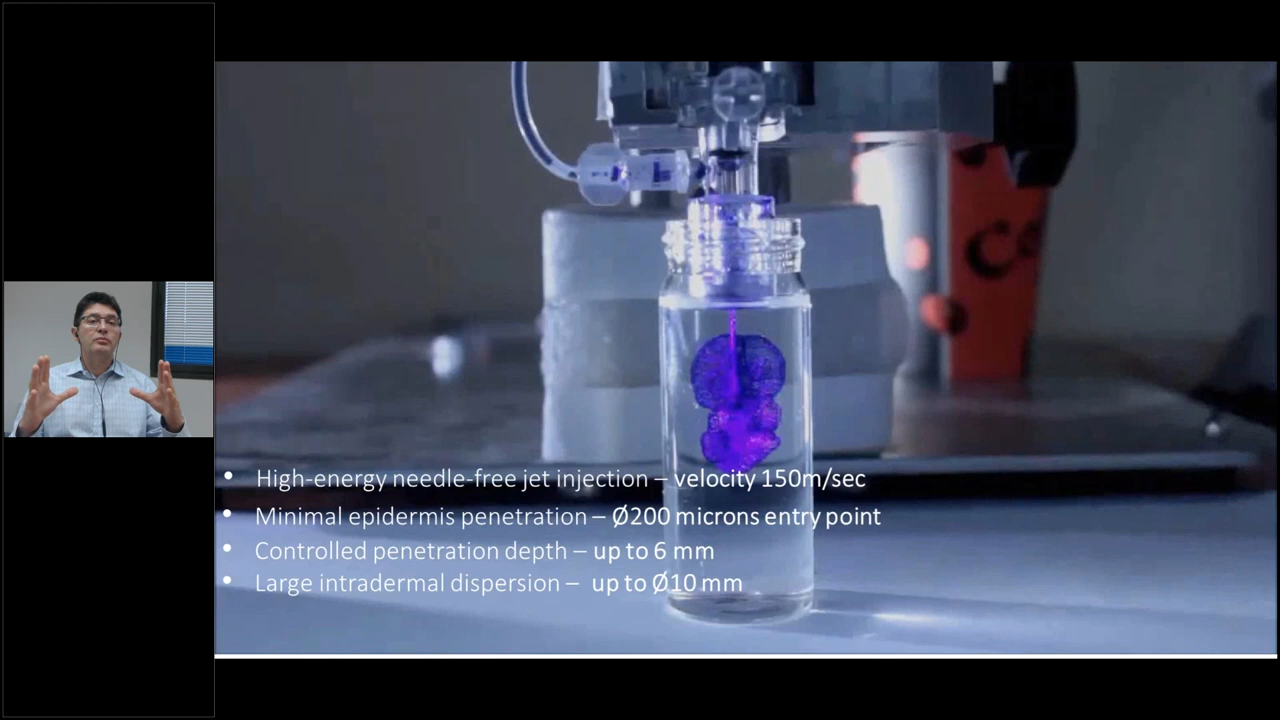 • High-energy needle-free jet injection – velocity 150m/sec
• Minimal epidermis penetration – Ø200 microns entry point
• Controlled penetration depth – up to 6 mm
• Large intradermal dispersion – up to Ø10 mm